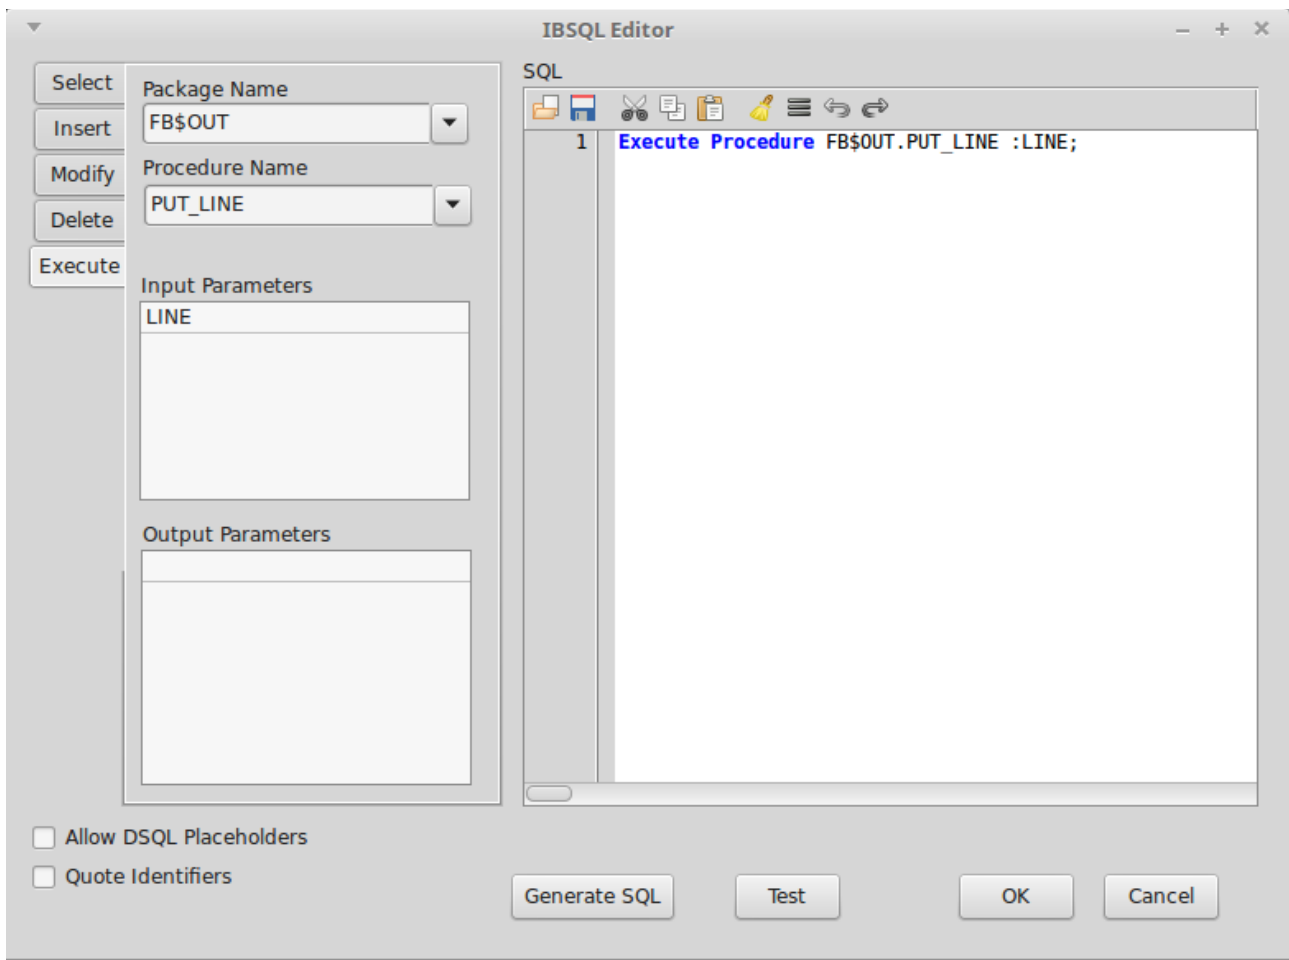 IBSQL Editor
Select
Insert
Modify
Delete
Execute
Package Name
FB$OUT
Procedure Name
PUT_LINE
Input Parameters
LINE
Output Parameters
SQL
1 Execute Procedure FB$OUT.PUT_LINE :LINE;
Allow DSQL Placeholders
Quote Identifiers
Generate SQL
Test
OK
Cancel